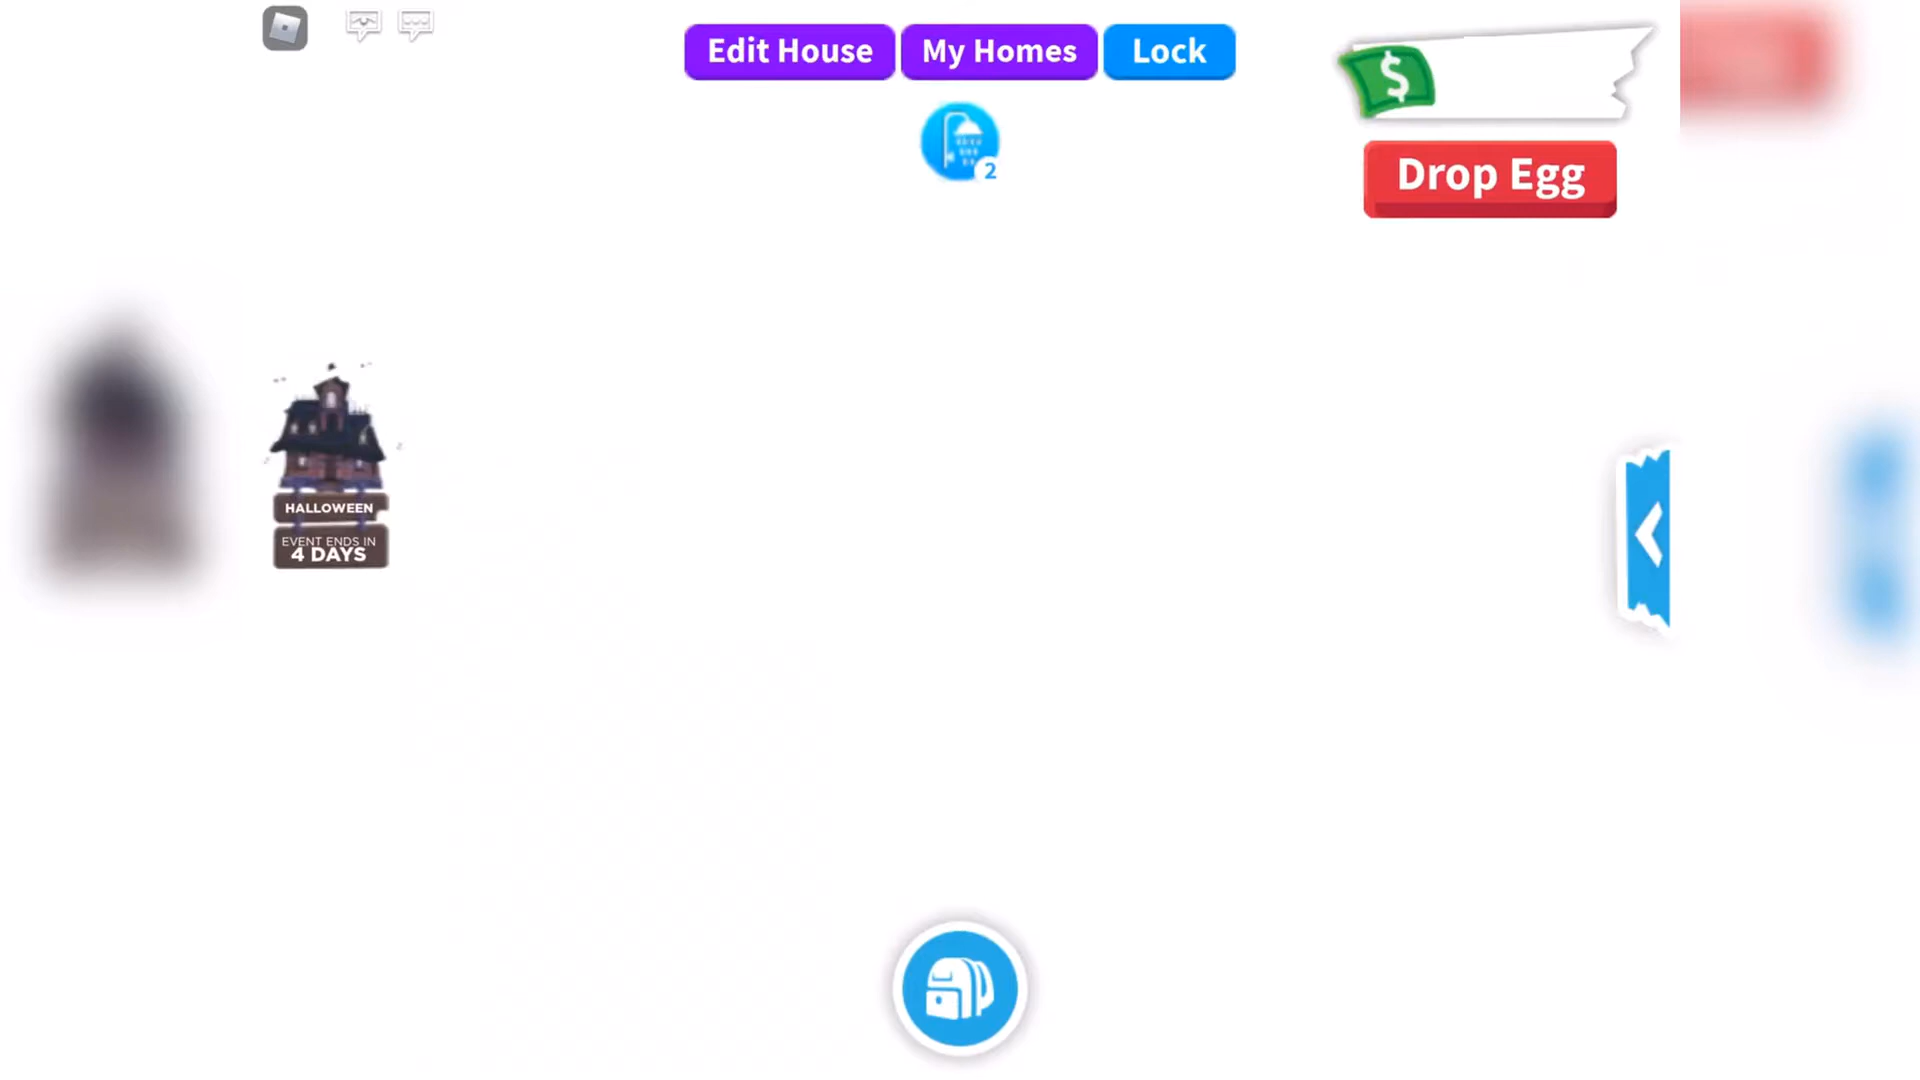 Edit House
My Homes
Lock
$
2
Drop Egg
HALLOWEEN
EVENT ENDS IN
4 DAYS